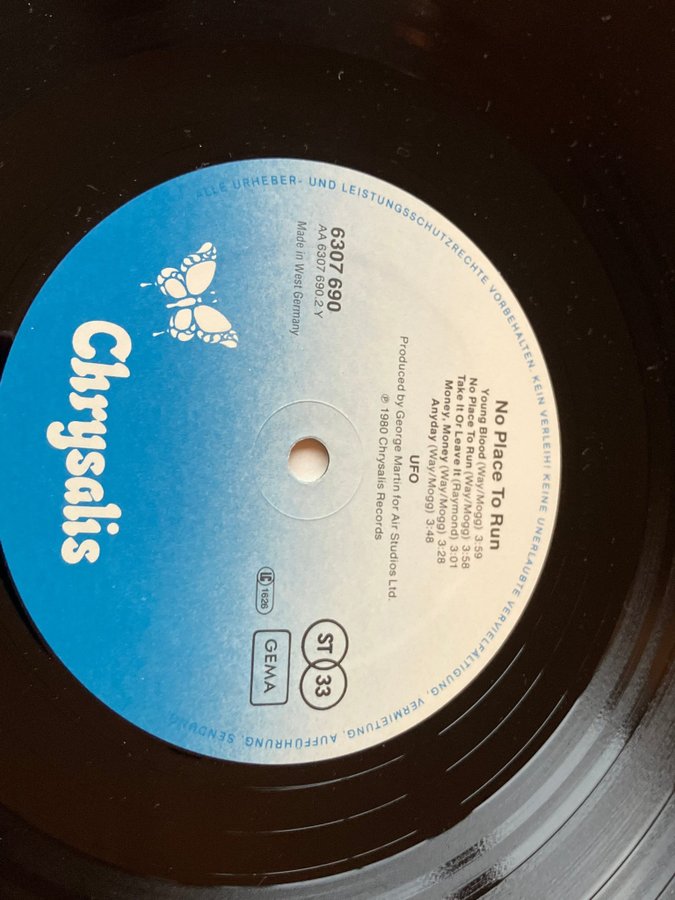 ALLE URHEBER- UND LEISTUNGSSCHUTZRECHTE VORBEHALTEN. KEIN VERLEIH! KEINE UNERLAUBTE VERVIELFÄLTIGUNG, VERMIETUNG, AUFFÜHRUNG, SENDUNG
No Place To Run
Young Blood (Way/Mogg) 3:59
No Place To Run (Way/Mogg) 3:58
Take It Or Leave It (Raymond) 3:01
Money, Money (Way/Mogg) 3:28
Anyday (Way/Mogg) 3:48
UFO
Produced by George Martin for Air Studios Ltd.
℗ 1980 Chrysalis Records
6307 690
AA 6307 690.2 Y
Made in West Germany
ST 33
GEMA
LC 1626
Chrysalis